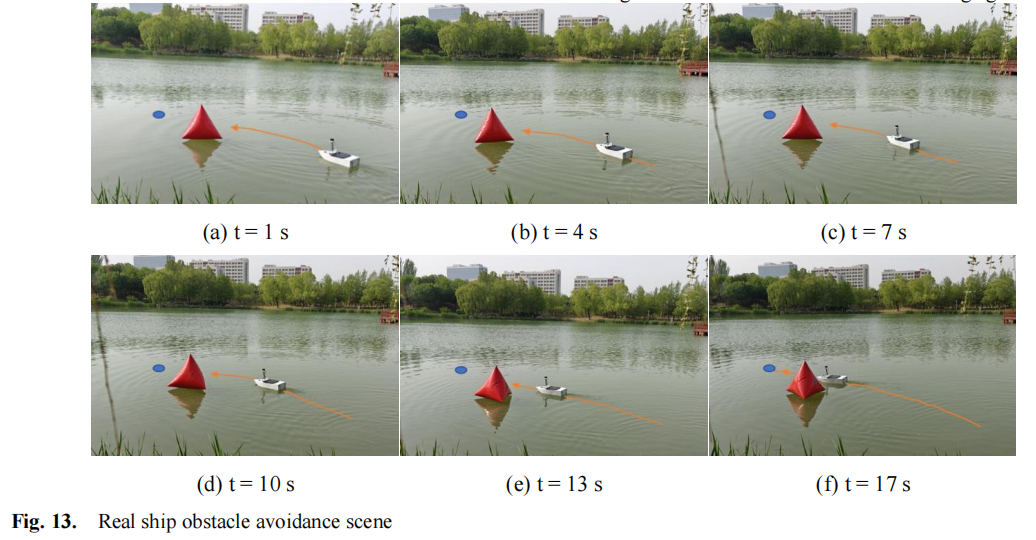 (a) t = 1 s
(b) t = 4 s
(c) t = 7 s
(d) t = 10 s
(e) t = 13 s
(f) t = 17 s
Fig. 13. Real ship obstacle avoidance scene